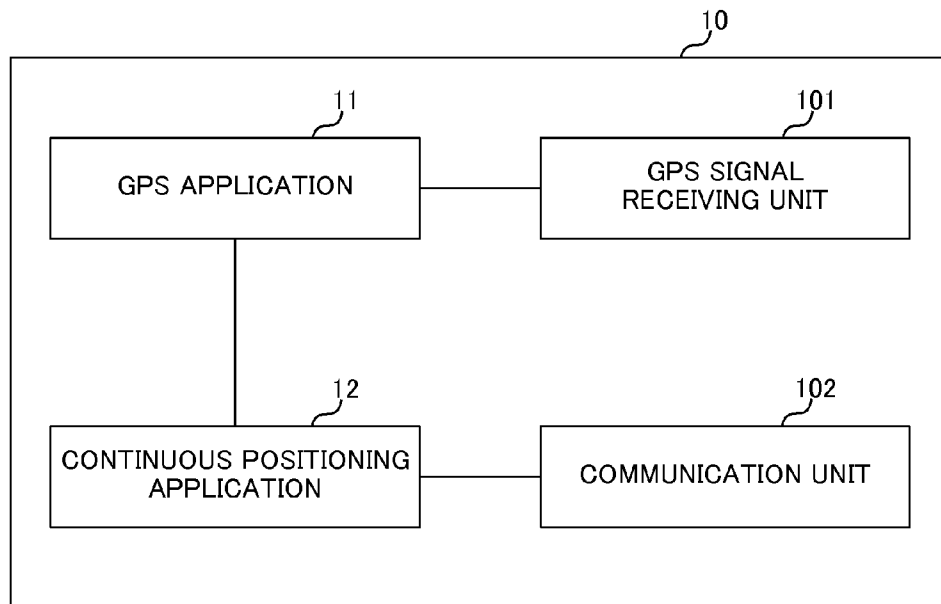 10
11
101
GPS APPLICATION
GPS SIGNAL
RECEIVING UNIT
12
102
CONTINUOUS POSITIONING
APPLICATION
COMMUNICATION UNIT